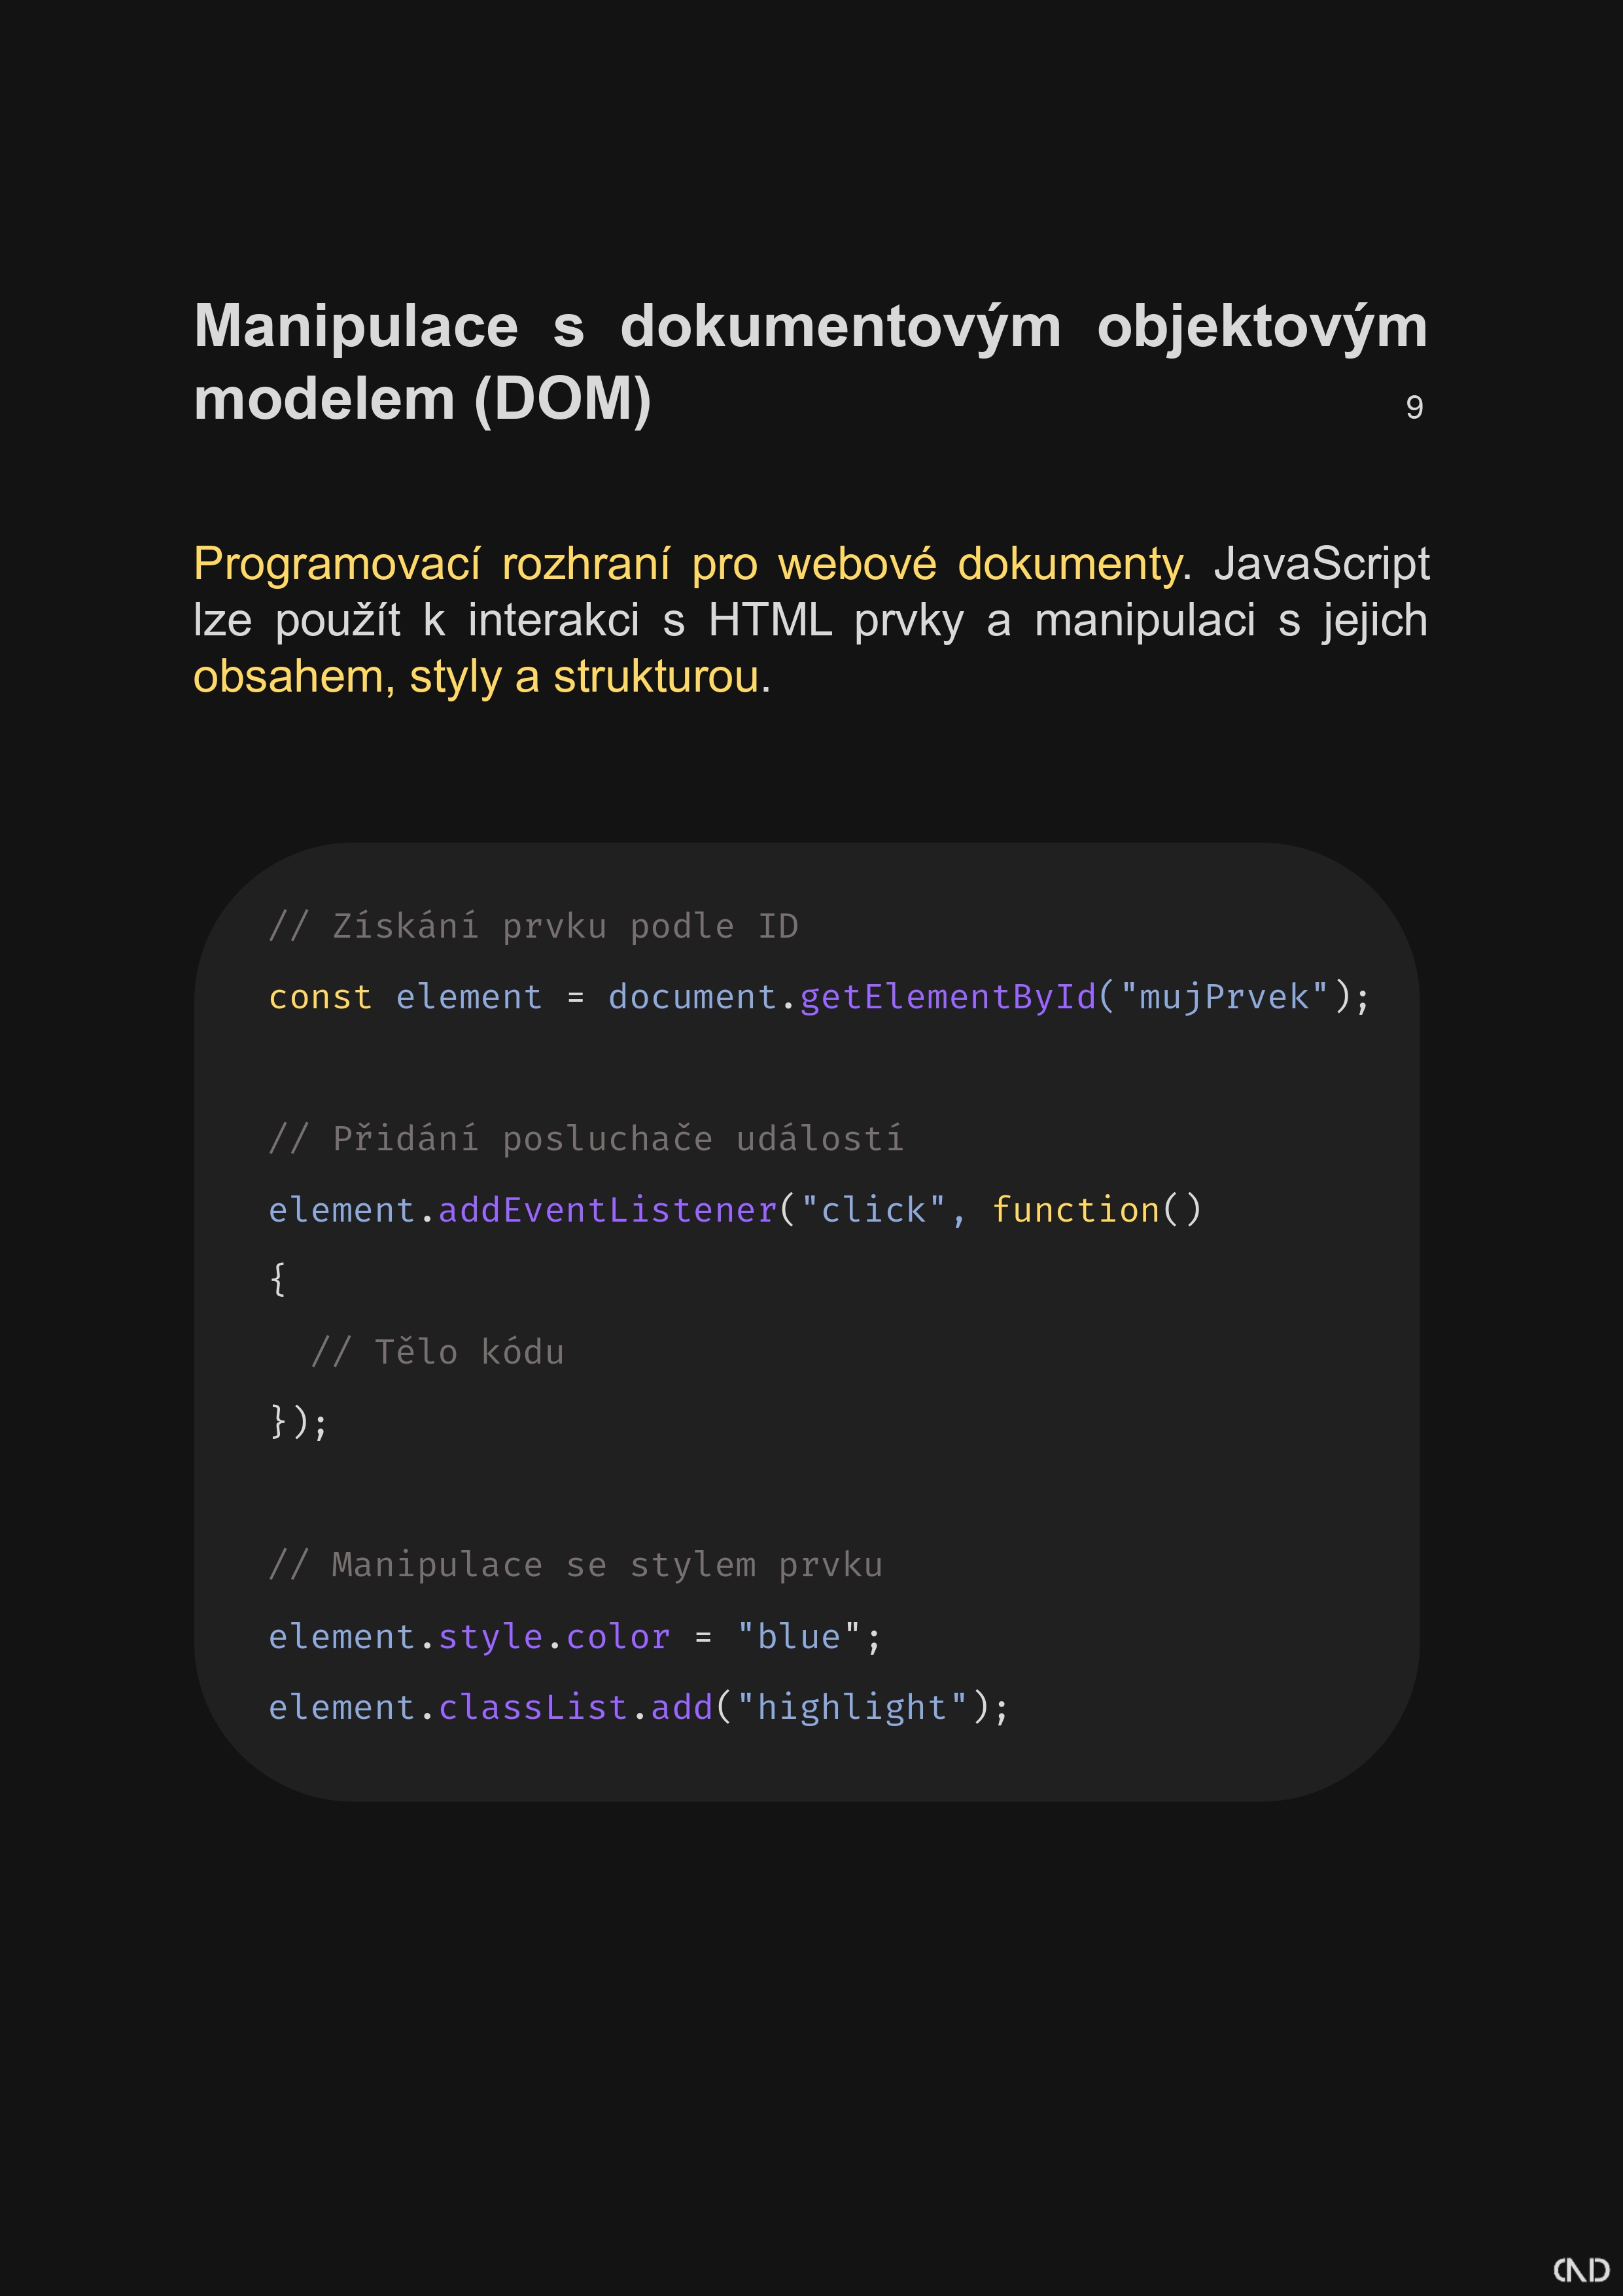 Manipulace s dokumentovým objektovým
modelem (DOM)
9
Programovací rozhraní pro webové dokumenty. JavaScript
lze použít k interakci s HTML prvky a manipulaci s jejich
obsahem, styly a strukturou.
// Získání prvku podle ID
const element = document.getElementById("mujPrvek");
// Přidání posluchače událostí
element.addEventListener("click", function()
{
// Tělo kódu
});
// Manipulace se stylem prvku
element.style.color = "blue";
element.classList.add("highlight");